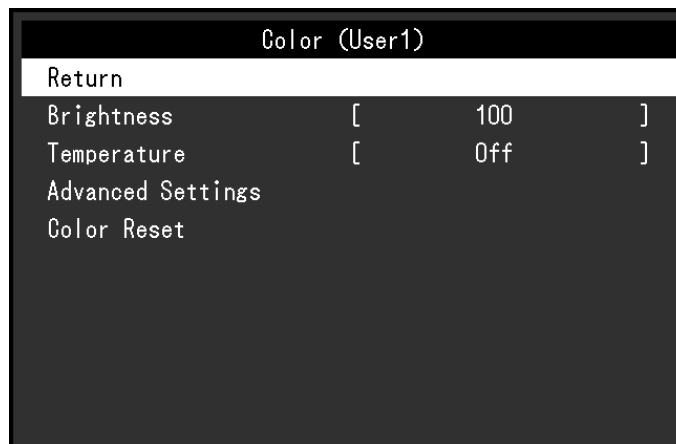 Color (User1)
Return
Brightness [ 100 ]
Temperature [ Off ]
Advanced Settings
Color Reset